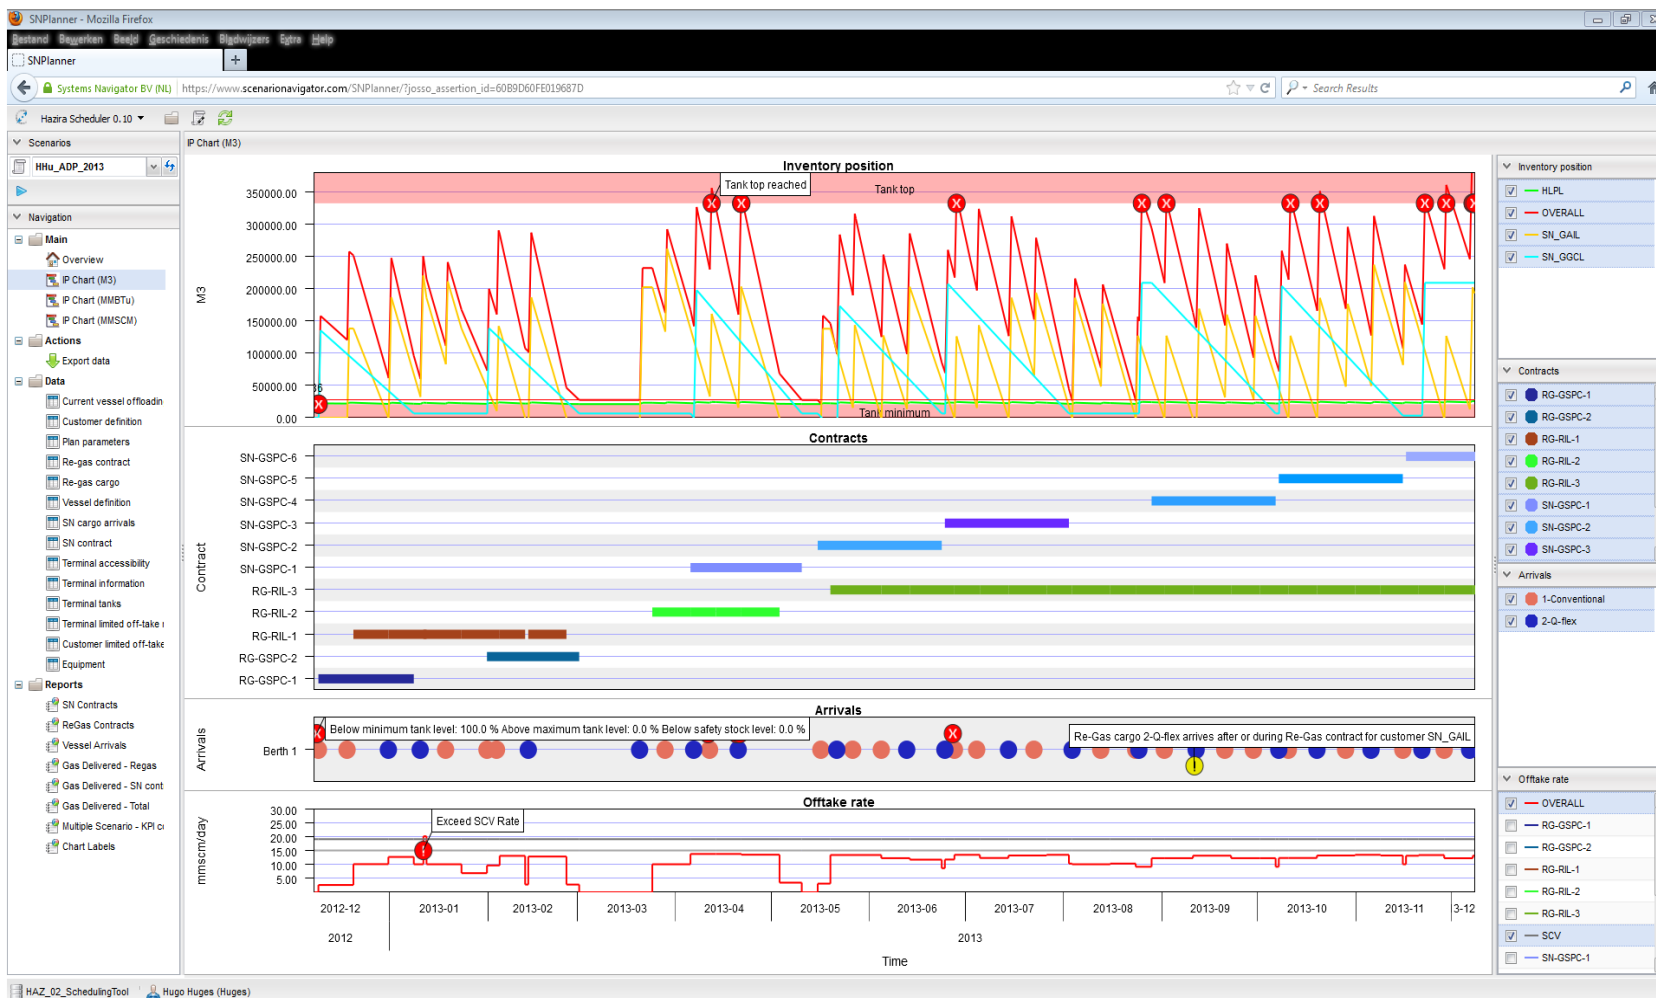 SNPlanner - Mozilla Firefox
Bestand Bewerken Beeld Geschiedenis Bladwijzers Extra Help
SNPlanner
Systems Navigator BV (NL) https://www.scenarionavigator.com/SNPlanner/?josso_assertion_id=60B9D60FE019687D
Search Results
Hazira Scheduler 0.10
Scenarios
HHu_ADP_2013
Navigation
Main
Overview
IP Chart (M3)
IP Chart (MMBTu)
IP Chart (MMSCM)
Actions
Export data
Data
Current vessel offloadin
Customer definition
Plan parameters
Re-gas contract
Re-gas cargo
Vessel definition
SN cargo arrivals
SN contract
Terminal accessibility
Terminal information
Terminal tanks
Terminal limited off-take
Customer limited off-take
Equipment
Reports
SN Contracts
ReGas Contracts
Vessel Arrivals
Gas Delivered - Regas
Gas Delivered - SN cont
Gas Delivered - Total
Multiple Scenario - KPI
Chart Labels
IP Chart (M3)
Inventory position
Tank top reached
Tank top
350000.00
300000.00
250000.00
200000.00
150000.00
100000.00
50000.00
0.00
M3
Tank minimum
Contracts
SN-GSPC-6
SN-GSPC-5
SN-GSPC-4
SN-GSPC-3
SN-GSPC-2
SN-GSPC-1
RG-RIL-3
RG-RIL-2
RG-RIL-1
RG-GSPC-2
RG-GSPC-1
Contract
Arrivals
Below minimum tank level: 100.0 % Above maximum tank level: 0.0 % Below safety stock level: 0.0 %
Re-Gas cargo 2-Q-flex arrives after or during Re-Gas contract for customer SN_GAIL
Berth 1
Arrivals
Offtake rate
Exceed SCV Rate
30.00
25.00
20.00
15.00
10.00
5.00
mmscm/day
2012-12 2013-01 2013-02 2013-03 2013-04 2013-05 2013-06 2013-07 2013-08 2013-09 2013-10 2013-11 3-12
2012 2013
Time
Inventory position
HLPL
OVERALL
SN_GAIL
SN_GGCL
Contracts
RG-GSPC-1
RG-GSPC-2
RG-RIL-1
RG-RIL-2
RG-RIL-3
SN-GSPC-1
SN-GSPC-2
SN-GSPC-3
Arrivals
1-Conventional
2-Q-flex
Offtake rate
OVERALL
RG-GSPC-1
RG-GSPC-2
RG-RIL-1
RG-RIL-2
RG-RIL-3
SCV
SN-GSPC-1
HAZ_02_SchedulingTool Hugo Huges (Huges)